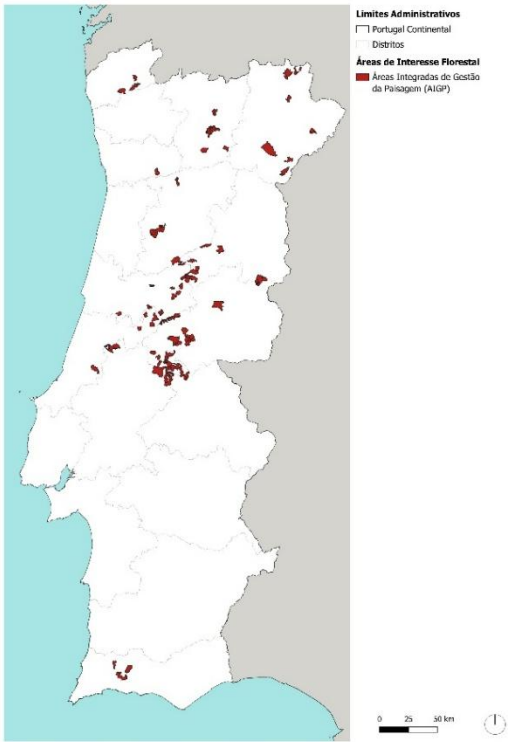 Limites Administrativos
Portugal Continental
Distritos
Áreas de Interesse Florestal
Áreas Integradas de Gestão
da Paisagem (AIGP)
0 25 50 km